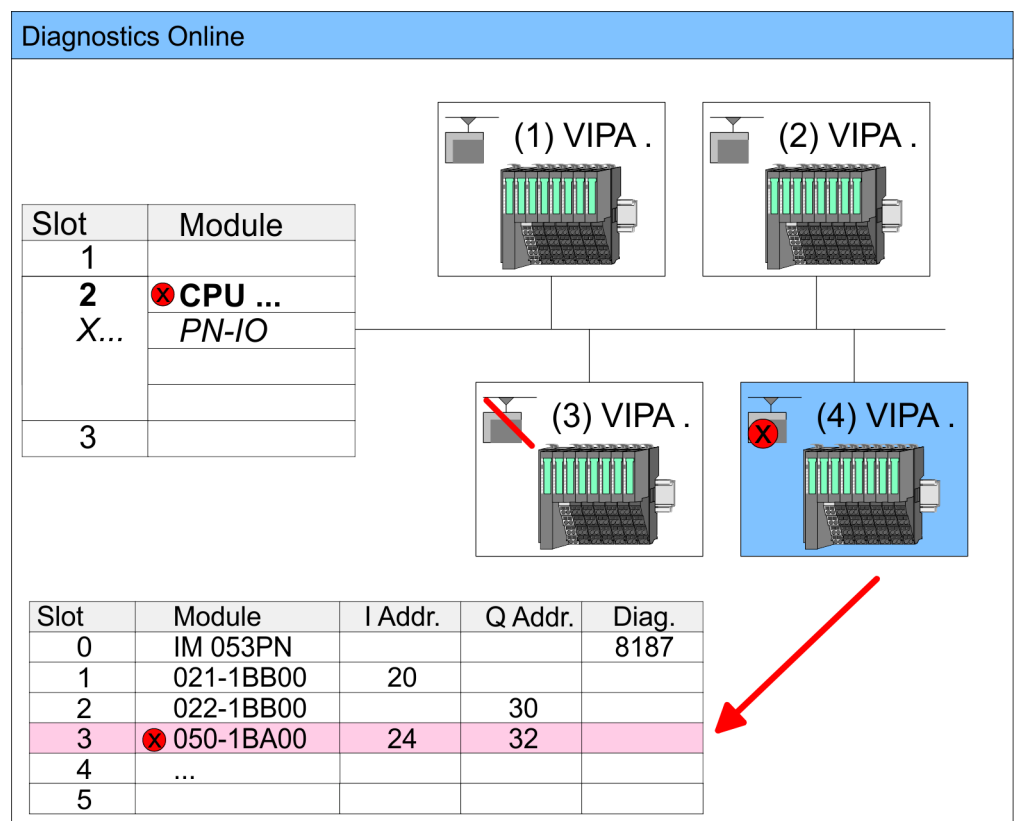 Diagnostics Online
(1) VIPA .
(2) VIPA .
Slot Module
1
2 X CPU ...
X... PN-IO
3
(3) VIPA .
X (4) VIPA .
Slot Module I Addr. Q Addr. Diag.
0 IM 053PN 8187
1 021-1BB00 20
2 022-1BB00 30
3 X 050-1BA00 24 32
4 ...
5